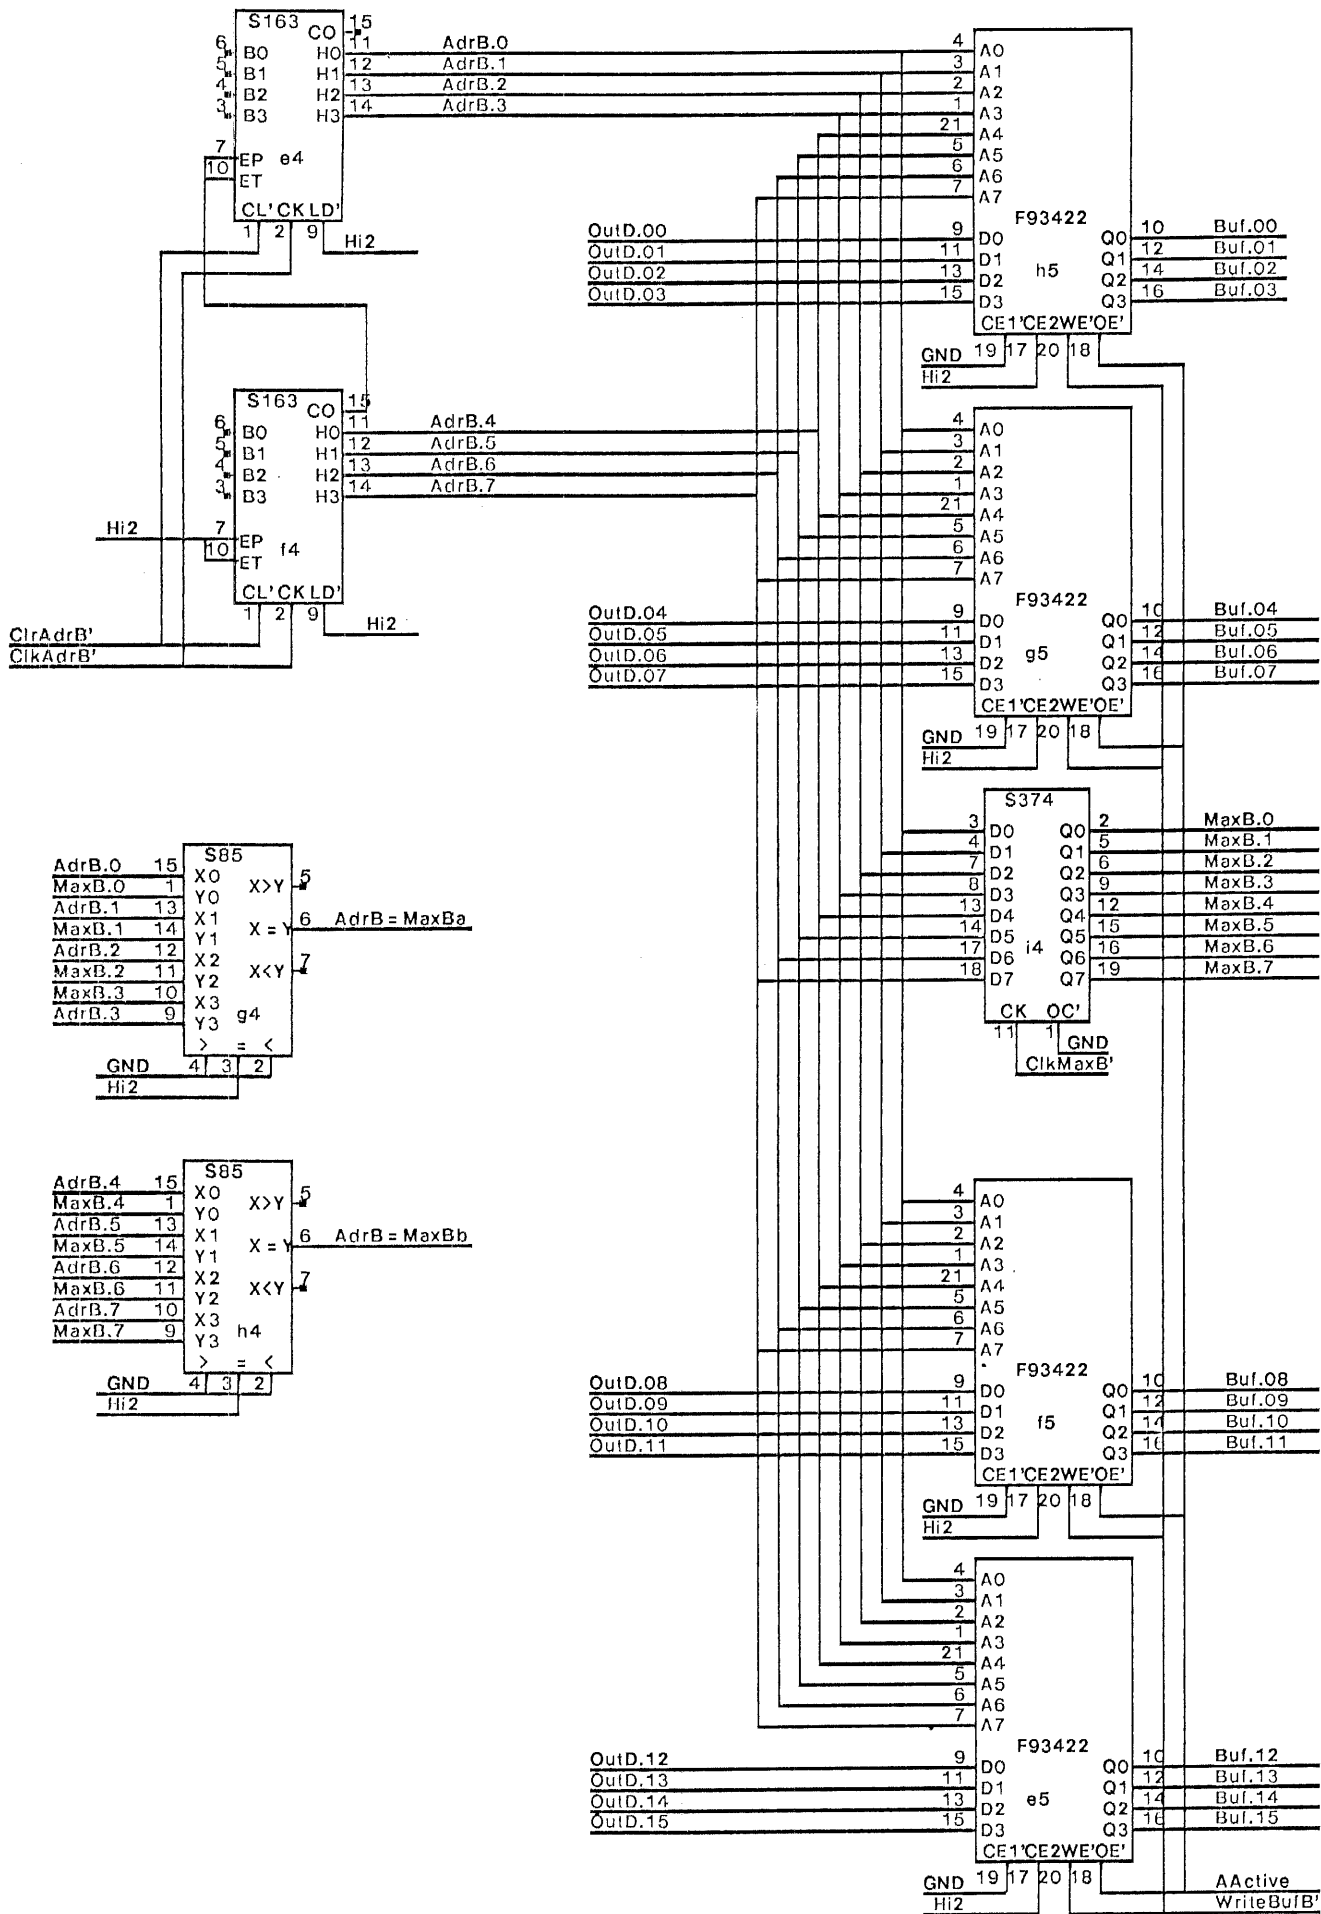 S163
CO 15
6 B0 H0 11 AdrB.0
5 B1 H1 12 AdrB.1
4 B2 H2 13 AdrB.2
3 B3 H3 14 AdrB.3
7 EP e4
10 ET
CL' CK LD'
1 2 9 Hi2
S163
CO 15
6 B0 H0 11 AdrB.4
5 B1 H1 12 AdrB.5
4 B2 H2 13 AdrB.6
3 B3 H3 14 AdrB.7
Hi2 7 EP f4
10 ET
CL' CK LD'
1 2 9 Hi2
ClrAdrB'
ClkAdrB'
S85
AdrB.0 15 X0 X>Y 5
MaxB.0 1 Y0
AdrB.1 13 X1 X = Y 6 AdrB = MaxBa
MaxB.1 14 Y1
AdrB.2 12 X2 X<Y 7
MaxB.2 11 Y2
MaxB.3 10 X3
AdrB.3 9 Y3 g4
> = <
GND 4 3 2
Hi2
S85
AdrB.4 15 X0 X>Y 5
MaxB.4 1 Y0
AdrB.5 13 X1 X = Y 6 AdrB = MaxBb
MaxB.5 14 Y1
AdrB.6 12 X2 X<Y 7
MaxB.6 11 Y2
AdrB.7 10 X3
MaxB.7 9 Y3 h4
> = <
GND 4 3 2
Hi2
4 A0
3 A1
2 A2
1 A3
21 A4
5 A5
6 A6
7 A7
F93422
OutD.00 9 D0 Q0 10 Buf.00
OutD.01 11 D1 Q1 12 Buf.01
OutD.02 13 D2 h5 Q2 14 Buf.02
OutD.03 15 D3 Q3 16 Buf.03
CE1'CE2WE'OE'
GND 19 17 20 18
Hi2
4 A0
3 A1
2 A2
1 A3
21 A4
5 A5
6 A6
7 A7
F93422
OutD.04 9 D0 Q0 10 Buf.04
OutD.05 11 D1 Q1 12 Buf.05
OutD.06 13 D2 g5 Q2 14 Buf.06
OutD.07 15 D3 Q3 16 Buf.07
CE1'CE2WE'OE'
GND 19 17 20 18
Hi2
S374
3 D0 Q0 2 MaxB.0
4 D1 Q1 5 MaxB.1
7 D2 Q2 6 MaxB.2
8 D3 Q3 9 MaxB.3
13 D4 Q4 12 MaxB.4
14 D5 Q5 15 MaxB.5
17 D6 i4 Q6 16 MaxB.6
18 D7 Q7 19 MaxB.7
CK OC'
11 1 GND
ClkMaxB'
4 A0
3 A1
2 A2
1 A3
21 A4
5 A5
6 A6
7 A7
F93422
OutD.08 9 D0 Q0 10 Buf.08
OutD.09 11 D1 Q1 12 Buf.09
OutD.10 13 D2 f5 Q2 14 Buf.10
OutD.11 15 D3 Q3 16 Buf.11
CE1'CE2WE'OE'
GND 19 17 20 18
Hi2
4 A0
3 A1
2 A2
1 A3
21 A4
5 A5
6 A6
7 A7
F93422
OutD.12 9 D0 Q0 10 Buf.12
OutD.13 11 D1 Q1 12 Buf.13
OutD.14 13 D2 e5 Q2 14 Buf.14
OutD.15 15 D3 Q3 16 Buf.15
CE1'CE2WE'OE'
GND 19 17 20 18 AActive
Hi2 WriteBufB'